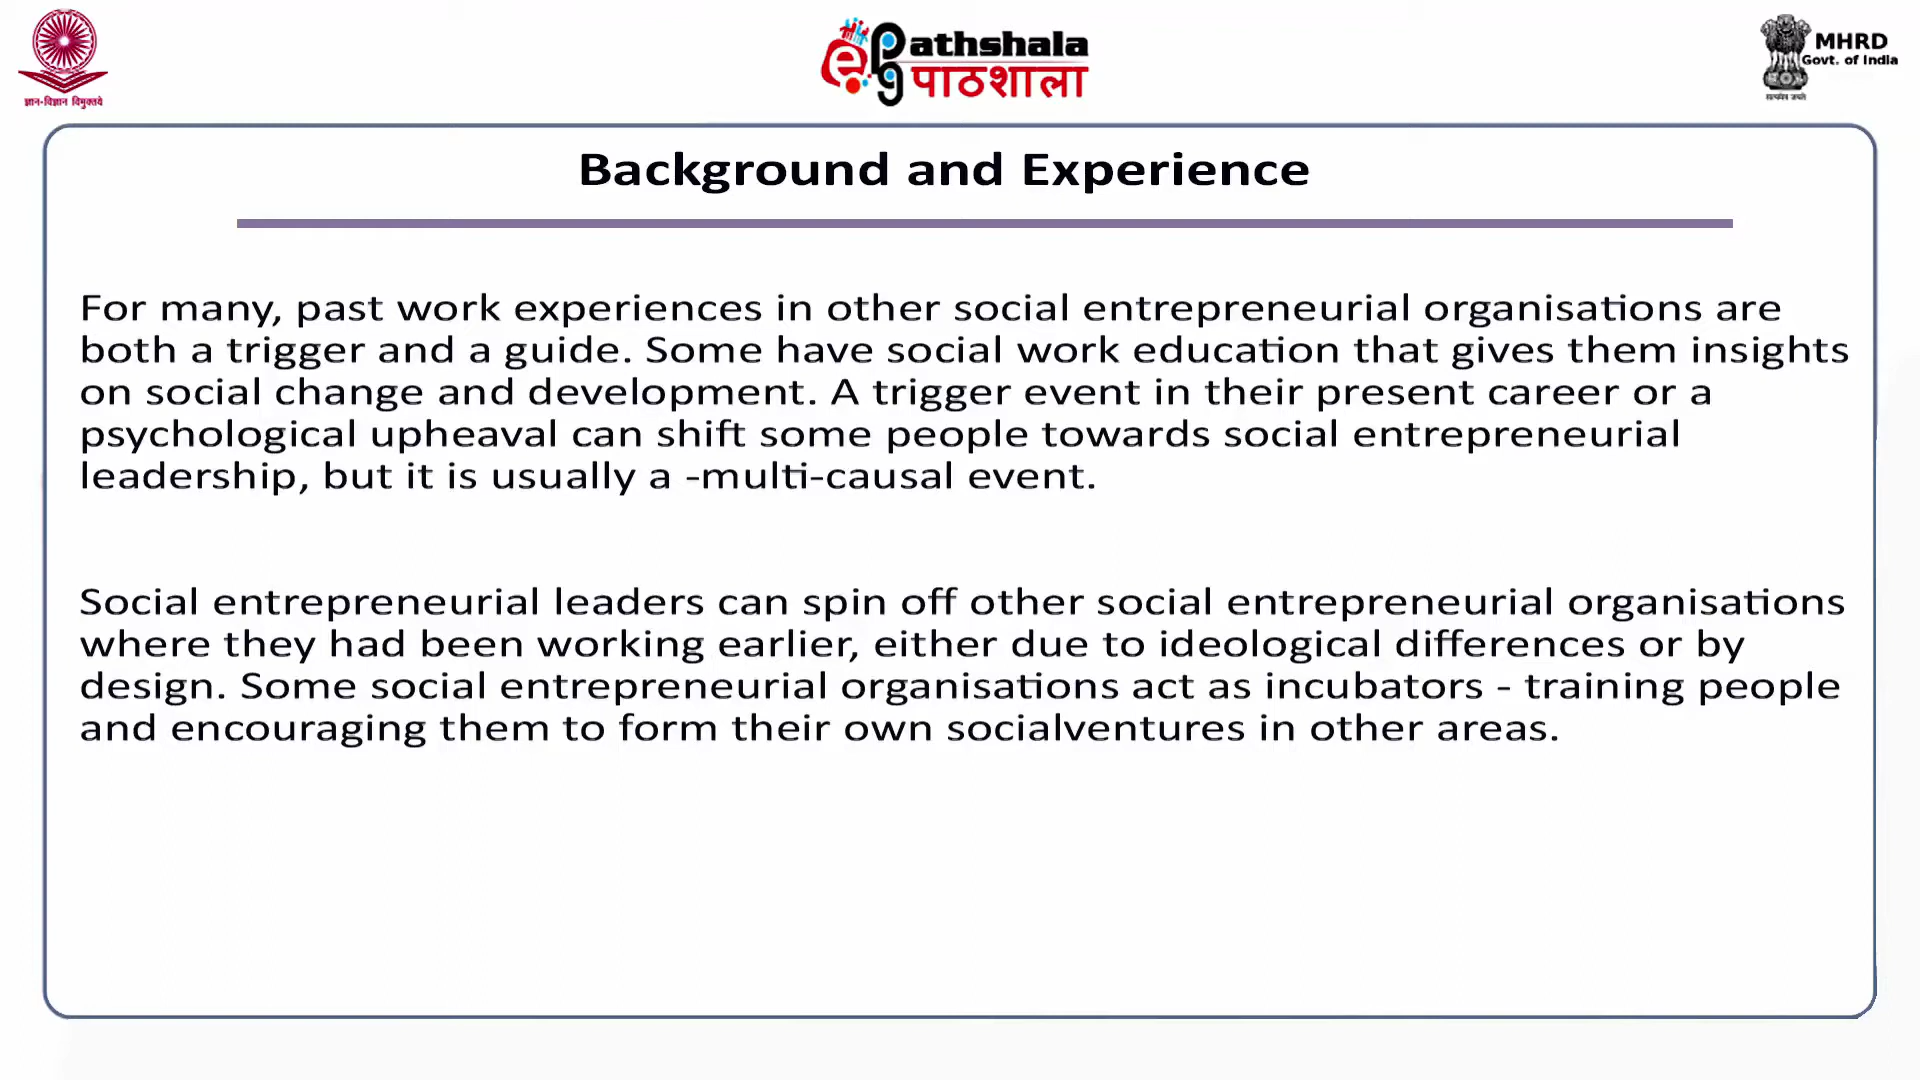 ज्ञान-विज्ञान विमुक्तये
ePGathshala
पाठशाला
MHRD
Govt. of India
सत्यमेव जयते
Background and Experience
For many, past work experiences in other social entrepreneurial organisations are
both a trigger and a guide. Some have social work education that gives them insights
on social change and development. A trigger event in their present career or a
psychological upheaval can shift some people towards social entrepreneurial
leadership, but it is usually a -multi-causal event.
Social entrepreneurial leaders can spin off other social entrepreneurial organisations
where they had been working earlier, either due to ideological differences or by
design. Some social entrepreneurial organisations act as incubators - training people
and encouraging them to form their own socialventures in other areas.